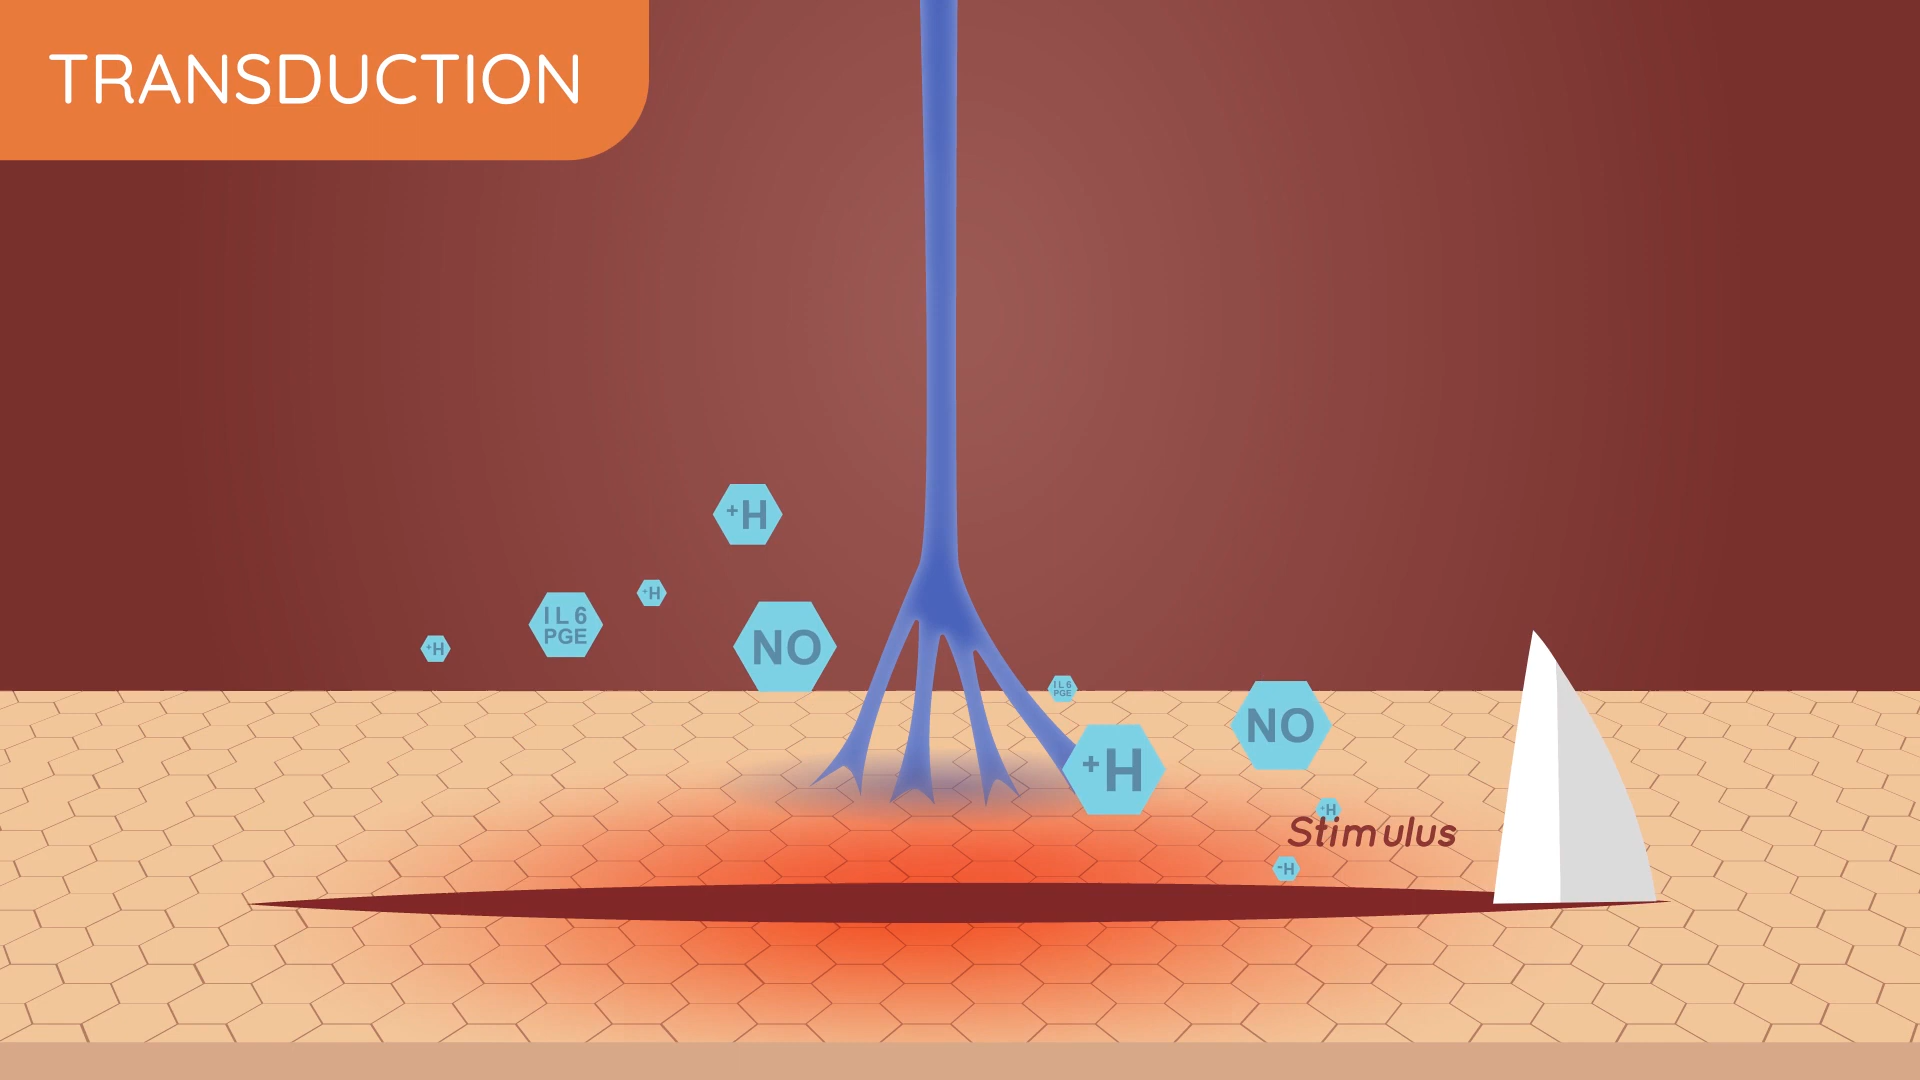 TRANSDUCTION
+H
+H
IL6
PGE
+H
NO
IL6
PGE
NO
+H
+H
Stimulus
+H